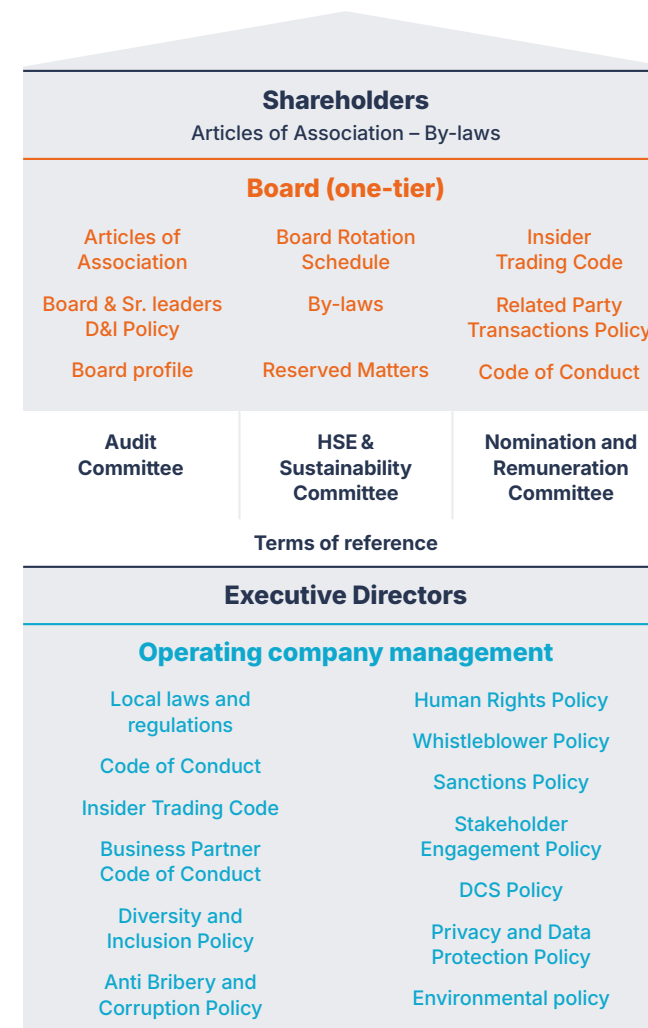 Shareholders
Articles of Association – By-laws
Board (one-tier)
Articles of
Association
Board & Sr. leaders
D&I Policy
Board profile
Board Rotation
Schedule
By-laws
Reserved Matters
Insider
Trading Code
Related Party
Transactions Policy
Code of Conduct
Audit
Committee
HSE &
Sustainability
Committee
Nomination and
Remuneration
Committee
Terms of reference
Executive Directors
Operating company management
Local laws and
regulations
Code of Conduct
Insider Trading Code
Business Partner
Code of Conduct
Diversity and
Inclusion Policy
Anti Bribery and
Corruption Policy
Human Rights Policy
Whistleblower Policy
Sanctions Policy
Stakeholder
Engagement Policy
DCS Policy
Privacy and Data
Protection Policy
Environmental policy